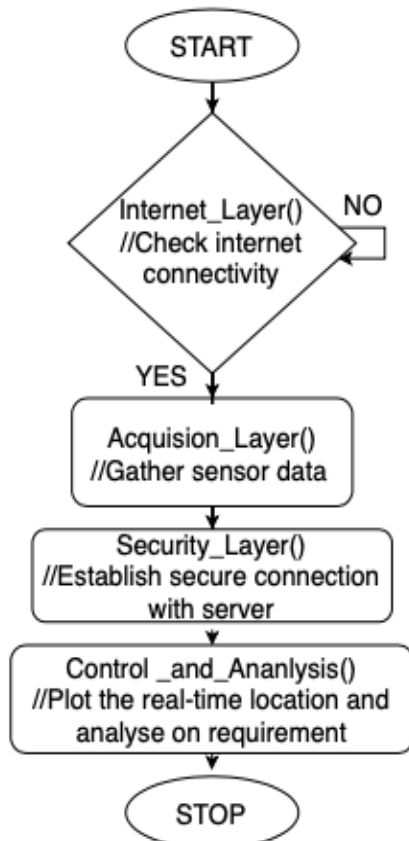 START
Internet_Layer()
//Check internet
connectivity
NO
YES
Acquision_Layer()
//Gather sensor data
Security_Layer()
//Establish secure connection
with server
Control _and_Ananlysis()
//Plot the real-time location and
analyse on requirement
STOP